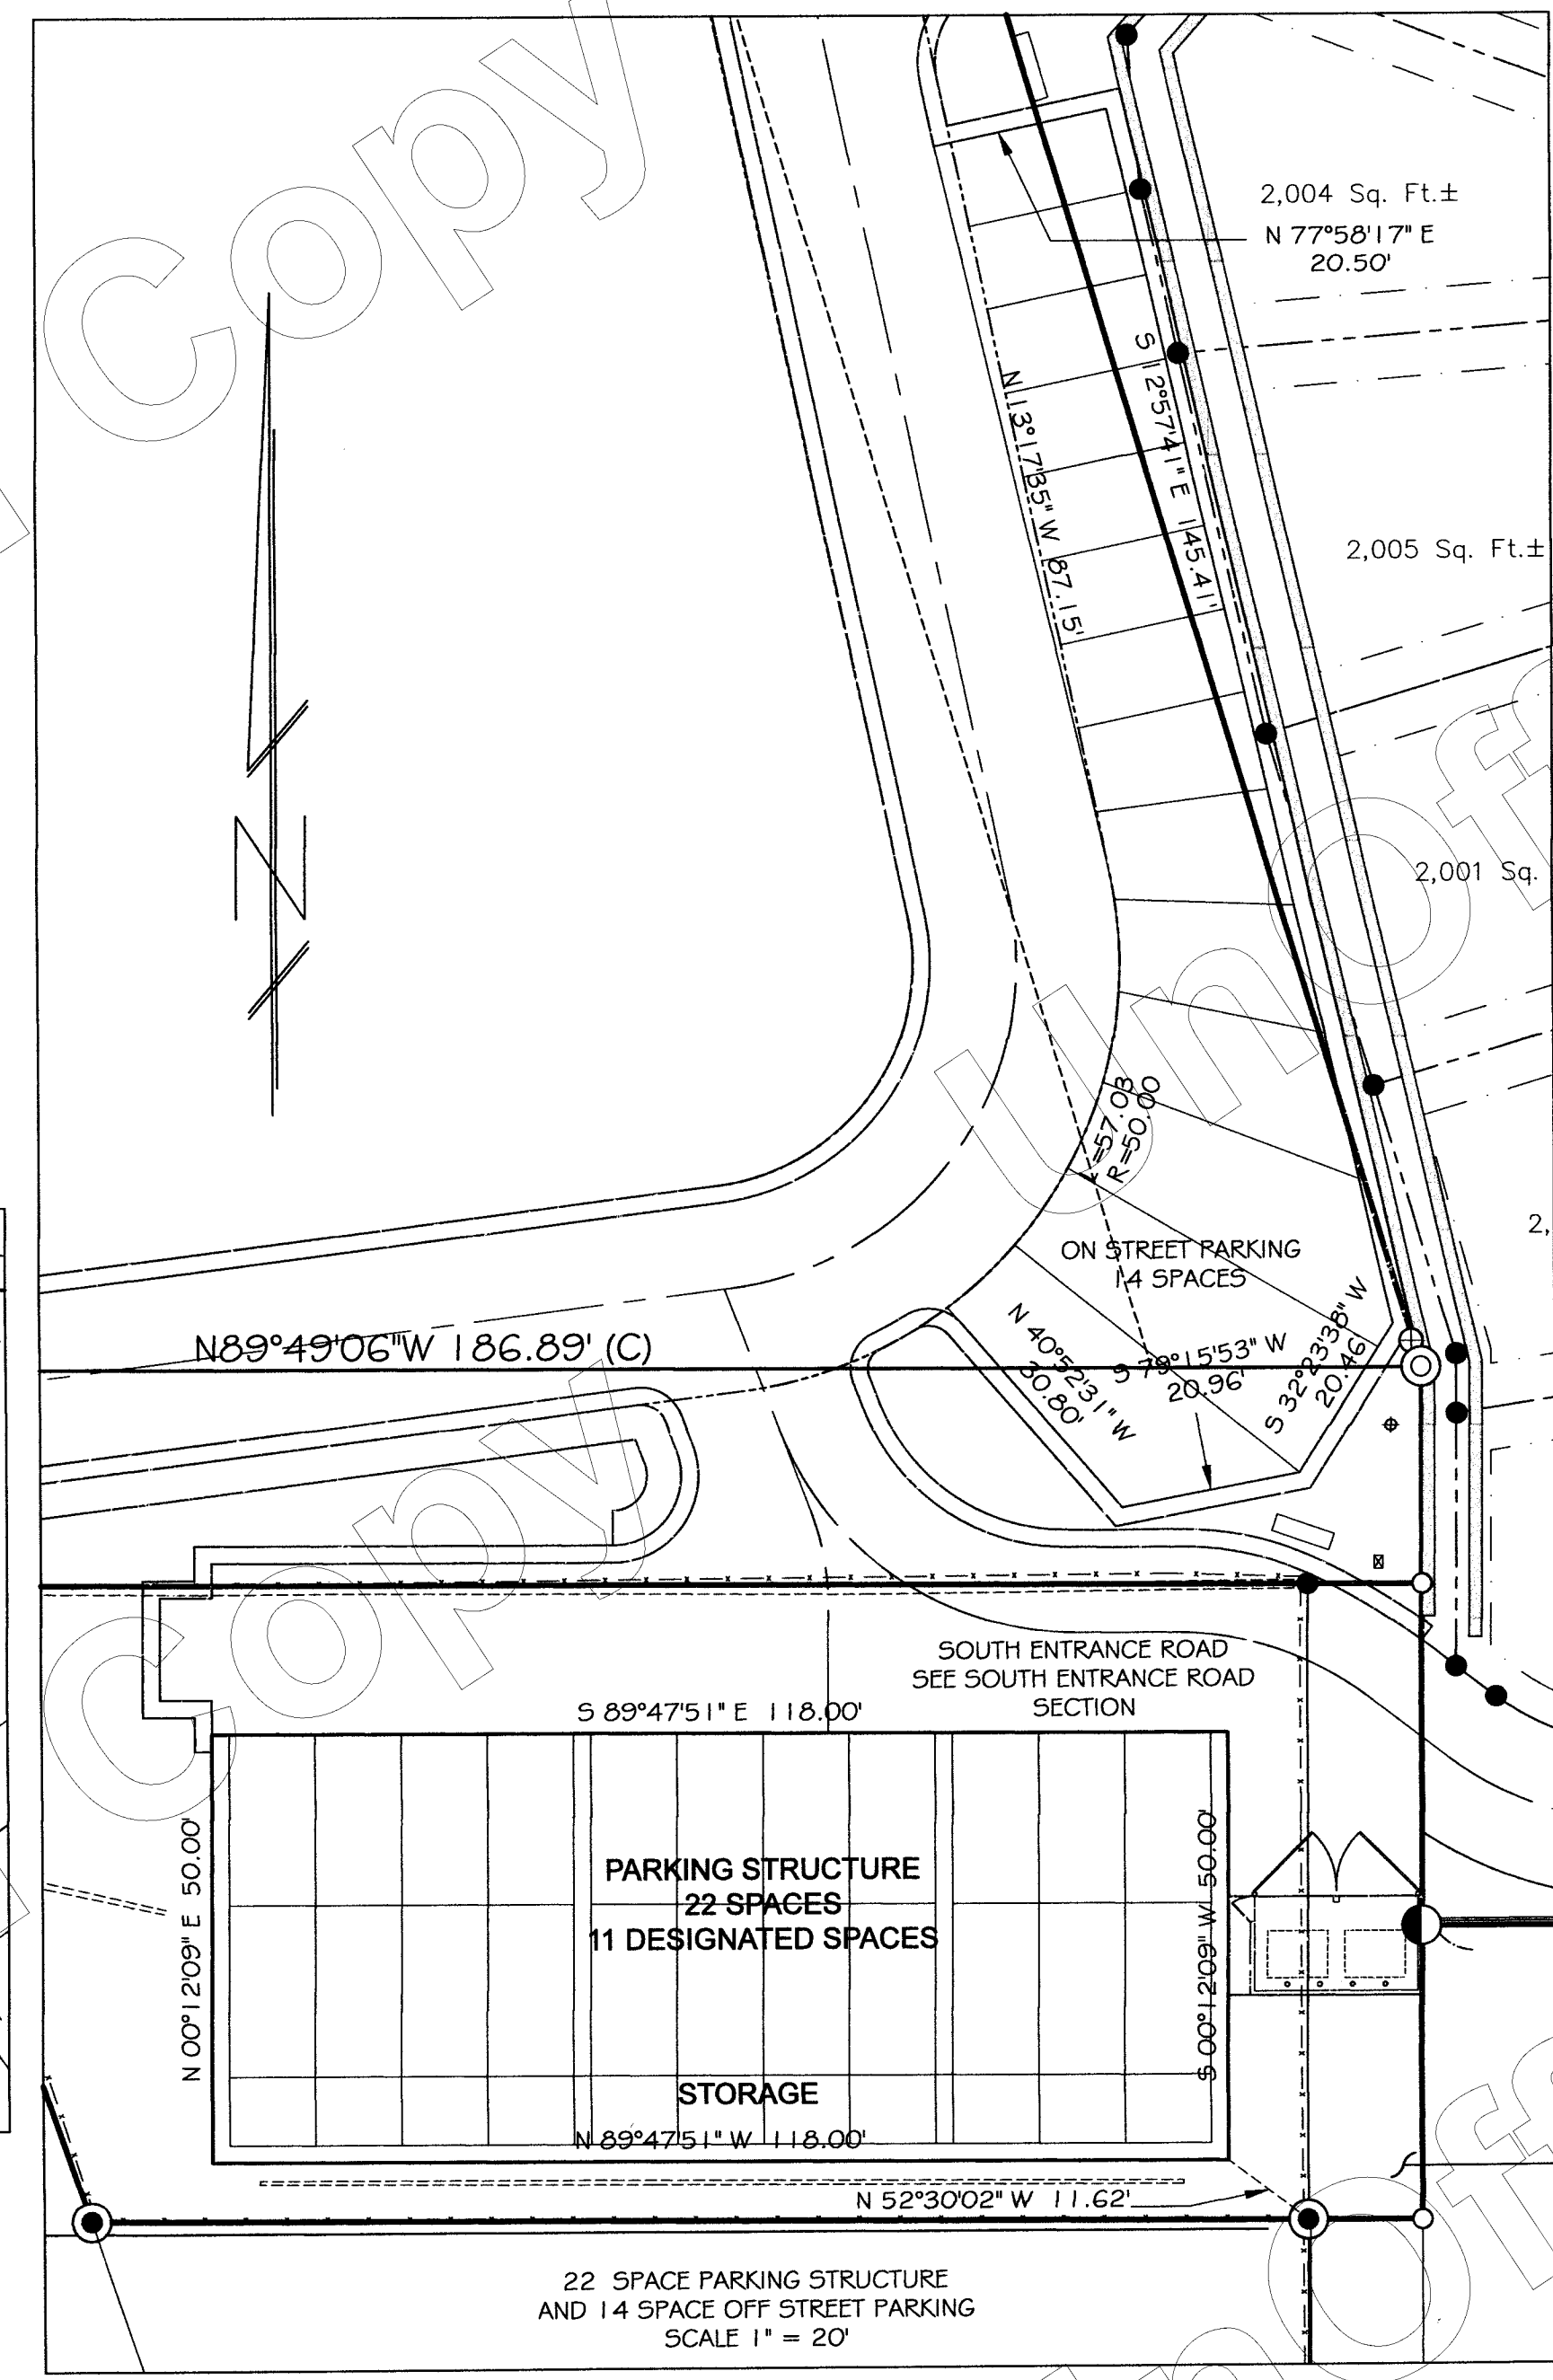 Copy
2,004 Sq. Ft.±
N 77°58'17" E
20.50'
S 12°57'41" E 145.41'
N 13°17'35" W 87.15'
2,005 Sq. Ft.±
2,001 Sq.
N
Unoff
L=57.03
R=50.00
2,
ON STREET PARKING
14 SPACES
N89°49'06"W 186.89' (C)
N 40°52'31" W
30.80'
S 79°15'53" W
20.96'
S 32°23'38" W
20.46'
Copy
SOUTH ENTRANCE ROAD
SEE SOUTH ENTRANCE ROAD
SECTION
S 89°47'51" E 118.00'
N 00°12'09" E 50.00'
PARKING STRUCTURE
22 SPACES
11 DESIGNATED SPACES
S 00°12'09" W 50.00'
STORAGE
N 89°47'51" W 118.00'
N 52°30'02" W 11.62'
22 SPACE PARKING STRUCTURE
AND 14 SPACE OFF STREET PARKING
SCALE 1" = 20'